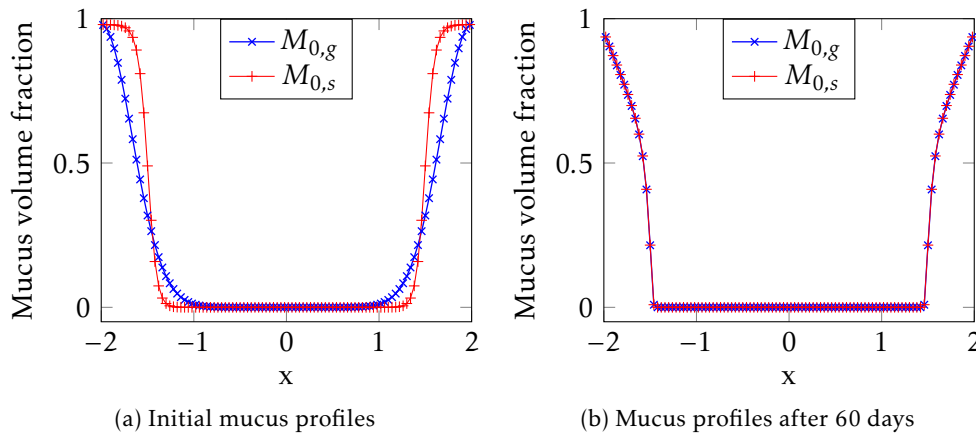 Mucus volume fraction
1
0.5
0
M0,g
M0,s
−2 −1 0 1 2
x
(a) Initial mucus profiles
Mucus volume fraction
1
0.5
0
M0,g
M0,s
−2 −1 0 1 2
x
(b) Mucus profiles after 60 days